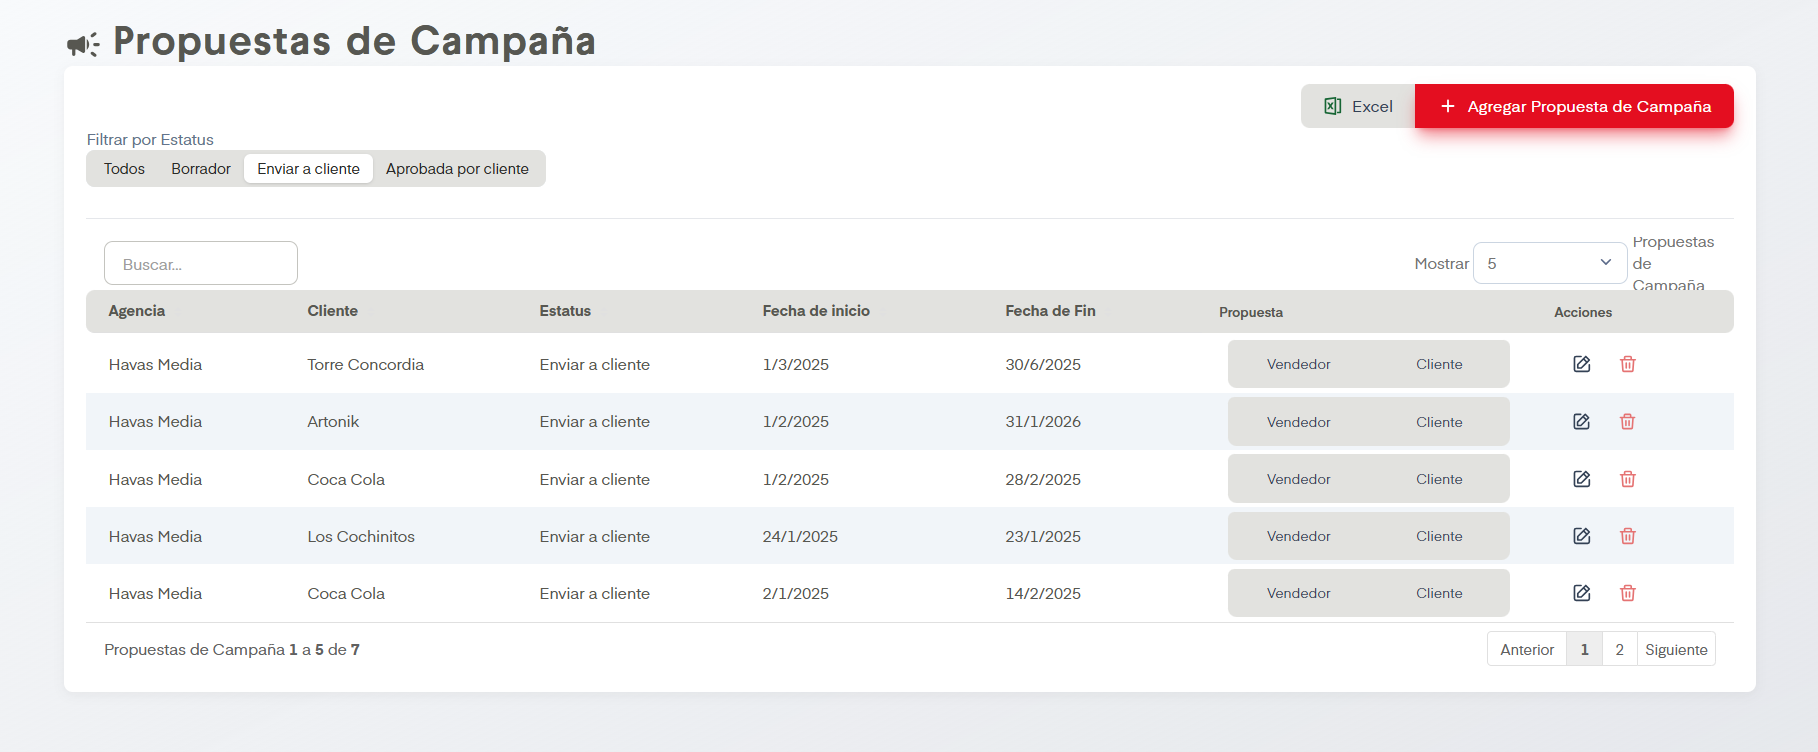 Propuestas de Campaña
Excel
Agregar Propuesta de Campaña
Filtrar por Estatus
Todos Borrador Enviar a cliente Aprobada por cliente
Buscar...
Mostrar 5 Propuestas
de
Campaña
Agencia Cliente Estatus Fecha de inicio Fecha de Fin Propuesta Acciones
Havas Media Torre Concordia Enviar a cliente 1/3/2025 30/6/2025 Vendedor Cliente
Havas Media Artonik Enviar a cliente 1/2/2025 31/1/2026 Vendedor Cliente
Havas Media Coca Cola Enviar a cliente 1/2/2025 28/2/2025 Vendedor Cliente
Havas Media Los Cochinitos Enviar a cliente 24/1/2025 23/1/2025 Vendedor Cliente
Havas Media Coca Cola Enviar a cliente 2/1/2025 14/2/2025 Vendedor Cliente
Propuestas de Campaña 1 a 5 de 7
Anterior 1 2 Siguiente